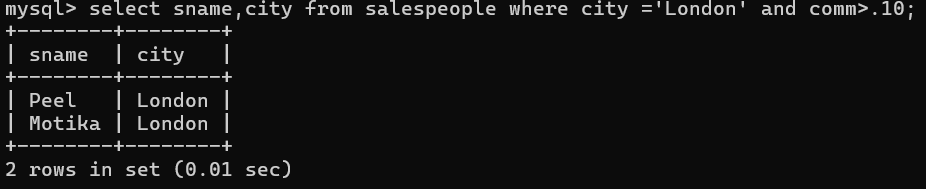 mysql> select sname,city from salespeople where city ='London' and comm>.10;
+--------+--------+
| sname  | city   |
+--------+--------+
| Peel   | London |
| Motika | London |
+--------+--------+
2 rows in set (0.01 sec)